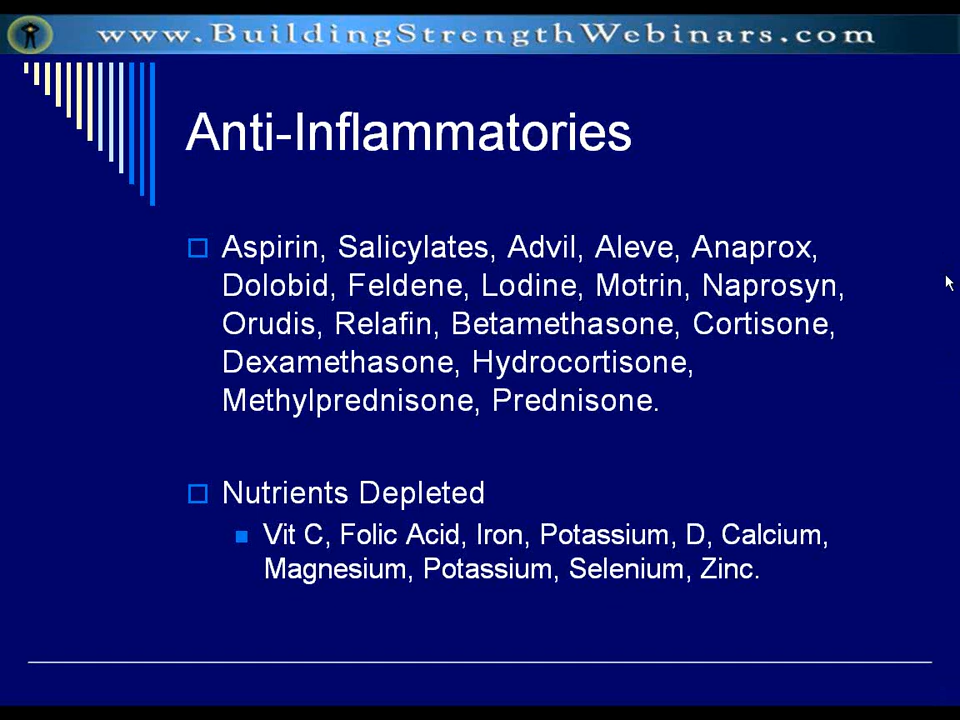 www.BuildingStrengthWebinars.com
Anti-Inflammatories
Aspirin, Salicylates, Advil, Aleve, Anaprox,
Dolobid, Feldene, Lodine, Motrin, Naprosyn,
Orudis, Relafin, Betamethasone, Cortisone,
Dexamethasone, Hydrocortisone,
Methylprednisone, Prednisone.
Nutrients Depleted
Vit C, Folic Acid, Iron, Potassium, D, Calcium,
Magnesium, Potassium, Selenium, Zinc.